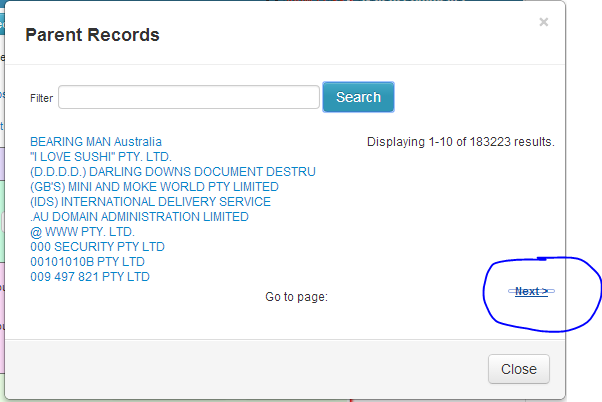 Parent Records
×
Filter
Search
BEARING MAN Australia
Displaying 1-10 of 183223 results.
"I LOVE SUSHI" PTY. LTD.
(D.D.D.D.) DARLING DOWNS DOCUMENT DESTRU
(GB'S) MINI AND MOKE WORLD PTY LIMITED
(IDS) INTERNATIONAL DELIVERY SERVICE
.AU DOMAIN ADMINISTRATION LIMITED
@ WWW PTY. LTD.
000 SECURITY PTY LTD
00101010B PTY LTD
009 497 821 PTY LTD
Next >
Go to page:
Close